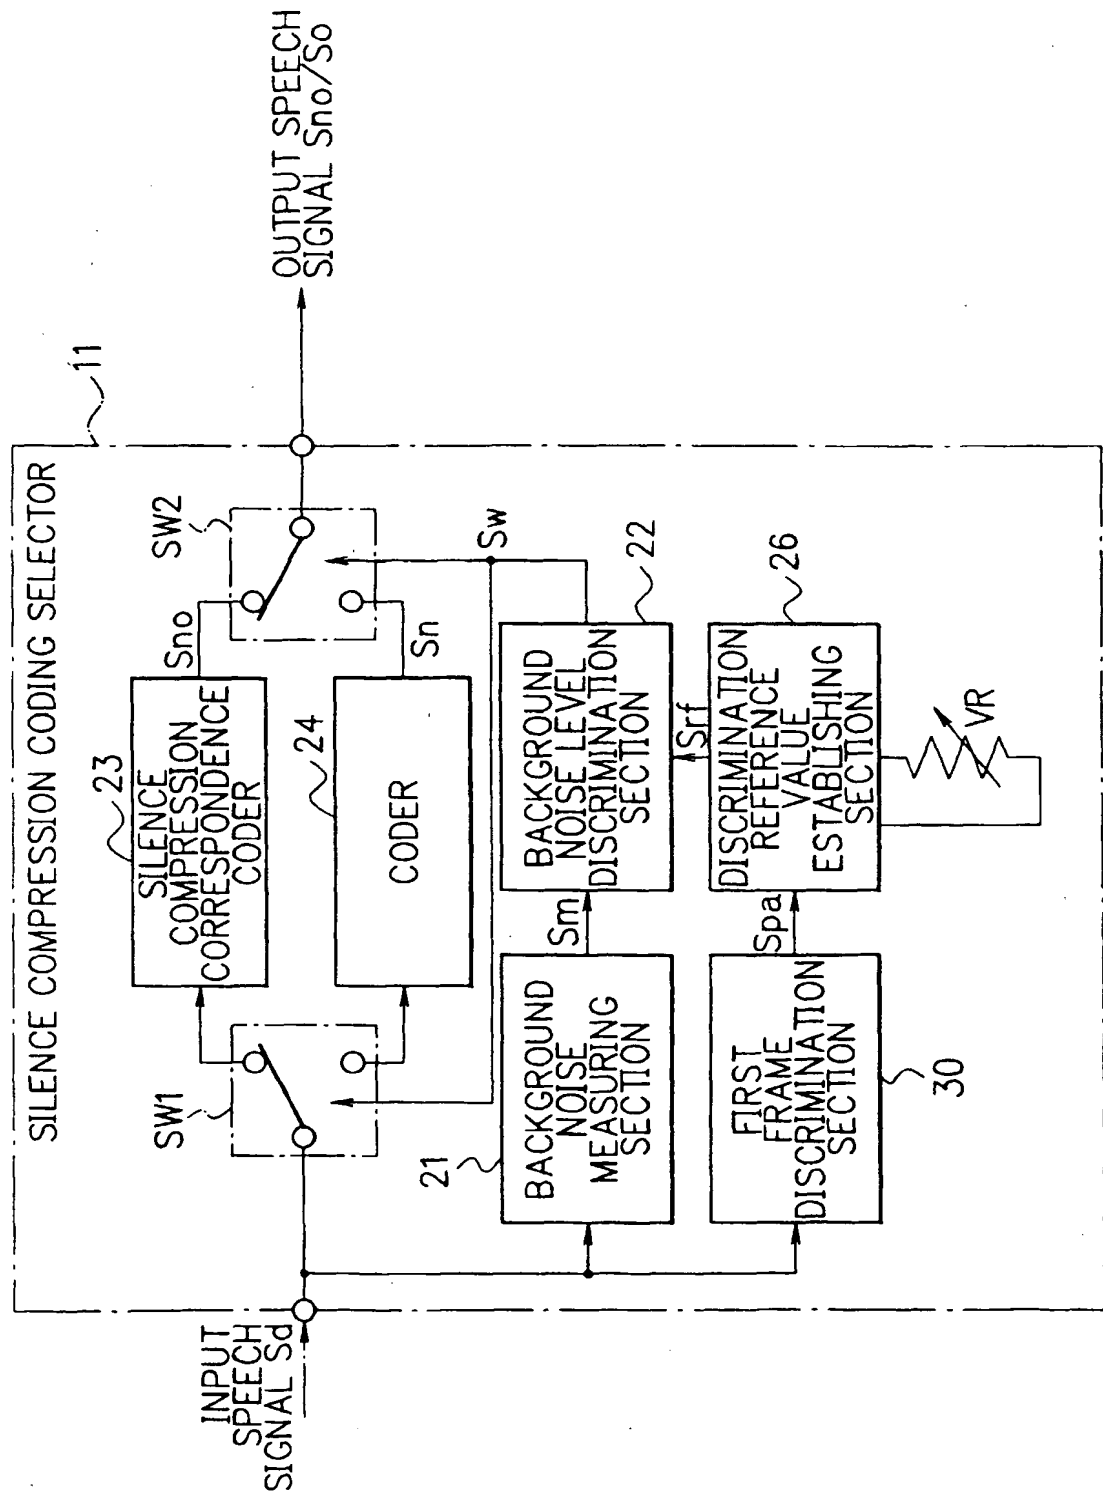 SILENCE COMPRESSION CODING SELECTOR
11
INPUT
SPEECH
SIGNAL Sd
SW1
23
SILENCE
COMPRESSION
CORRESPONDENCE
CODER
Sno
SW2
OUTPUT SPEECH
SIGNAL Sno/So
24
CODER
Sn
Sw
21
BACKGROUND
NOISE
MEASURING
SECTION
Sm
BACKGROUND
NOISE LEVEL
DISCRIMINATION
SECTION
22
Srf
FIRST
FRAME
DISCRIMINATION
SECTION
30
Spa
DISCRIMINATION
REFERENCE
VALUE
ESTABLISHING
SECTION
26
VR